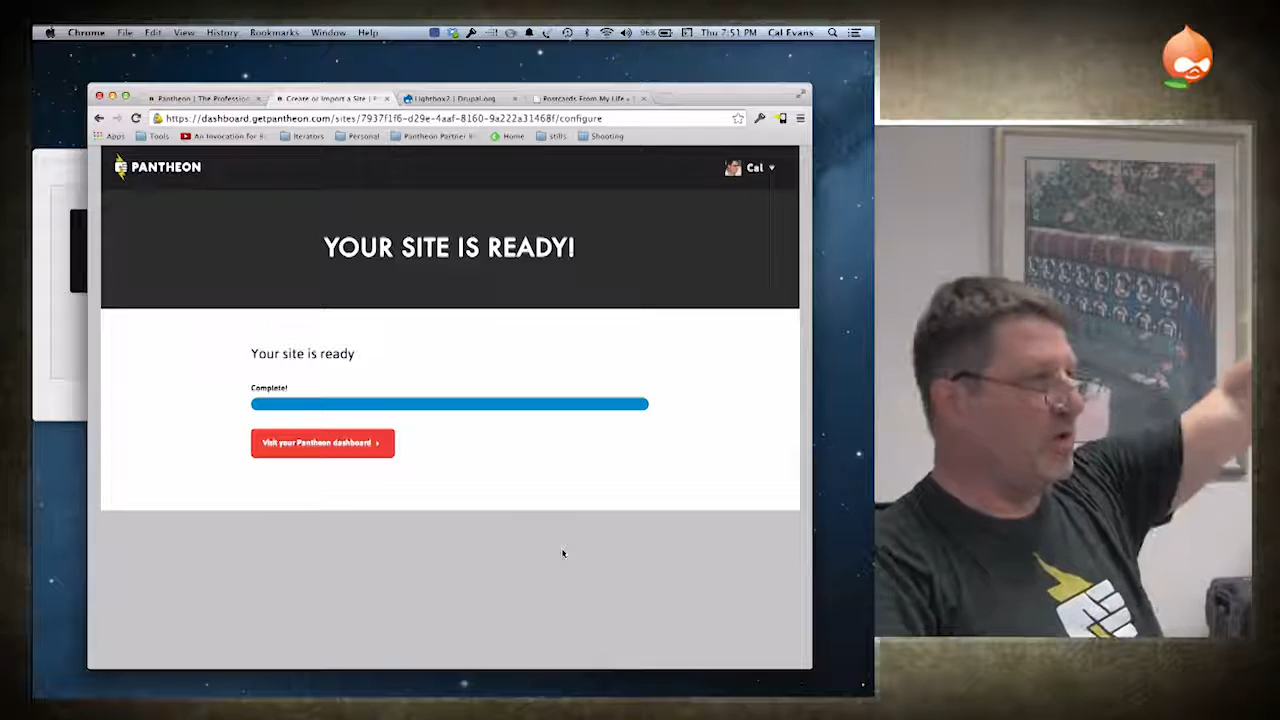 Chrome File Edit View History Bookmarks Window Help 96% Thu 7:51 PM Cal Evans
Pantheon | The Profession Create or Import a Site | P Lightbox2 | Drupal.org Postcards From My Life »
https://dashboard.getpantheon.com/sites/7937f1f6-d29e-4aaf-8160-9a222a31468f/configure
Apps Tools An Invocation for B Iterators Personal Pantheon Partner B Home stills Shooting
PANTHEON Cal
YOUR SITE IS READY!
Your site is ready
Complete!
Visit your Pantheon dashboard